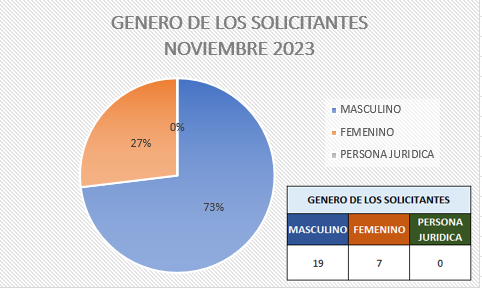 GENERO DE LOS SOLICITANTES
NOVIEMBRE 2023
0%
27%
73%
MASCULINO
FEMENINO
PERSONA JURIDICA
GENERO DE LOS SOLICITANTES
MASCULINO FEMENINO PERSONA JURIDICA
19 7 0